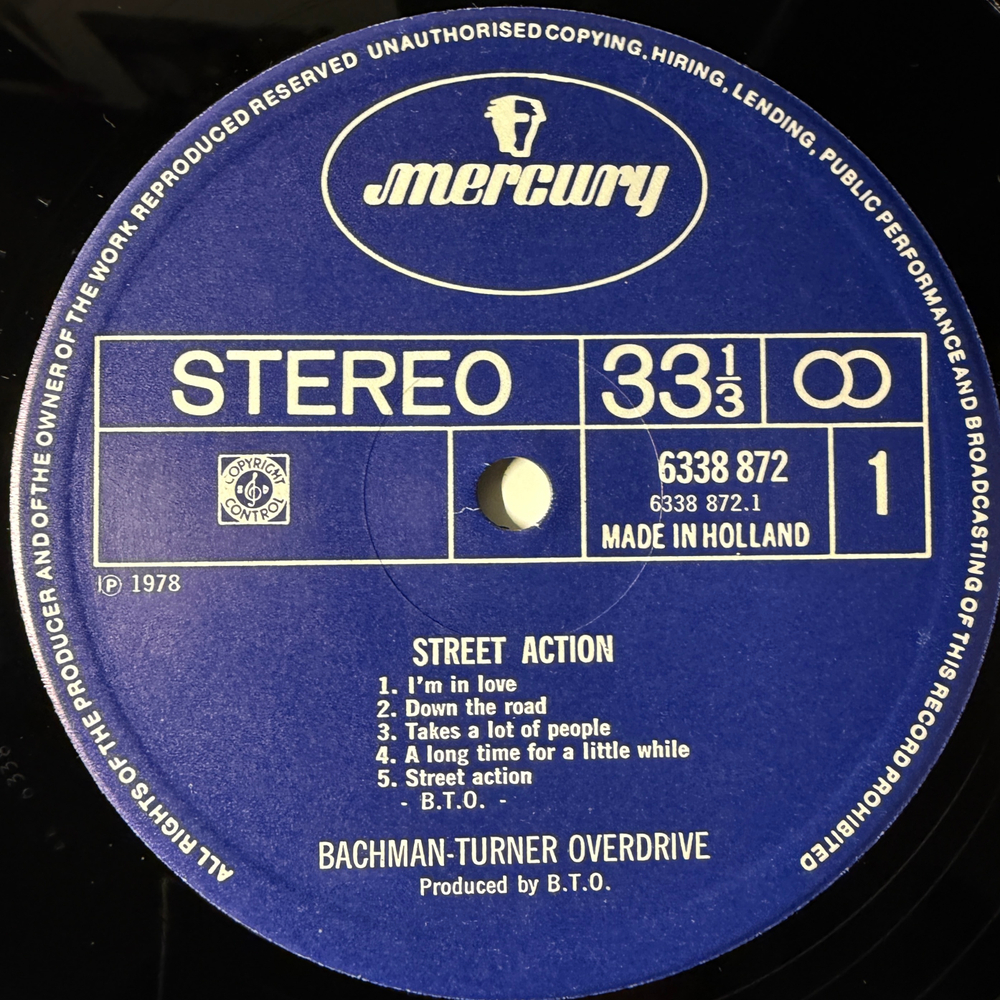 ALL RIGHTS OF THE PRODUCER AND OF THE OWNER OF THE WORK REPRODUCED RESERVED UNAUTHORISED COPYING, HIRING, LENDING, PUBLIC PERFORMANCE AND BROADCASTING OF THIS RECORD PROHIBITED
mercury
STEREO 33 1/3
COPYRIGHT
CONTROL
6338 872 1
6338 872.1
MADE IN HOLLAND
℗ 1978
STREET ACTION
1. I'm in love
2. Down the road
3. Takes a lot of people
4. A long time for a little while
5. Street action
- B.T.O. -
BACHMAN-TURNER OVERDRIVE
Produced by B.T.O.